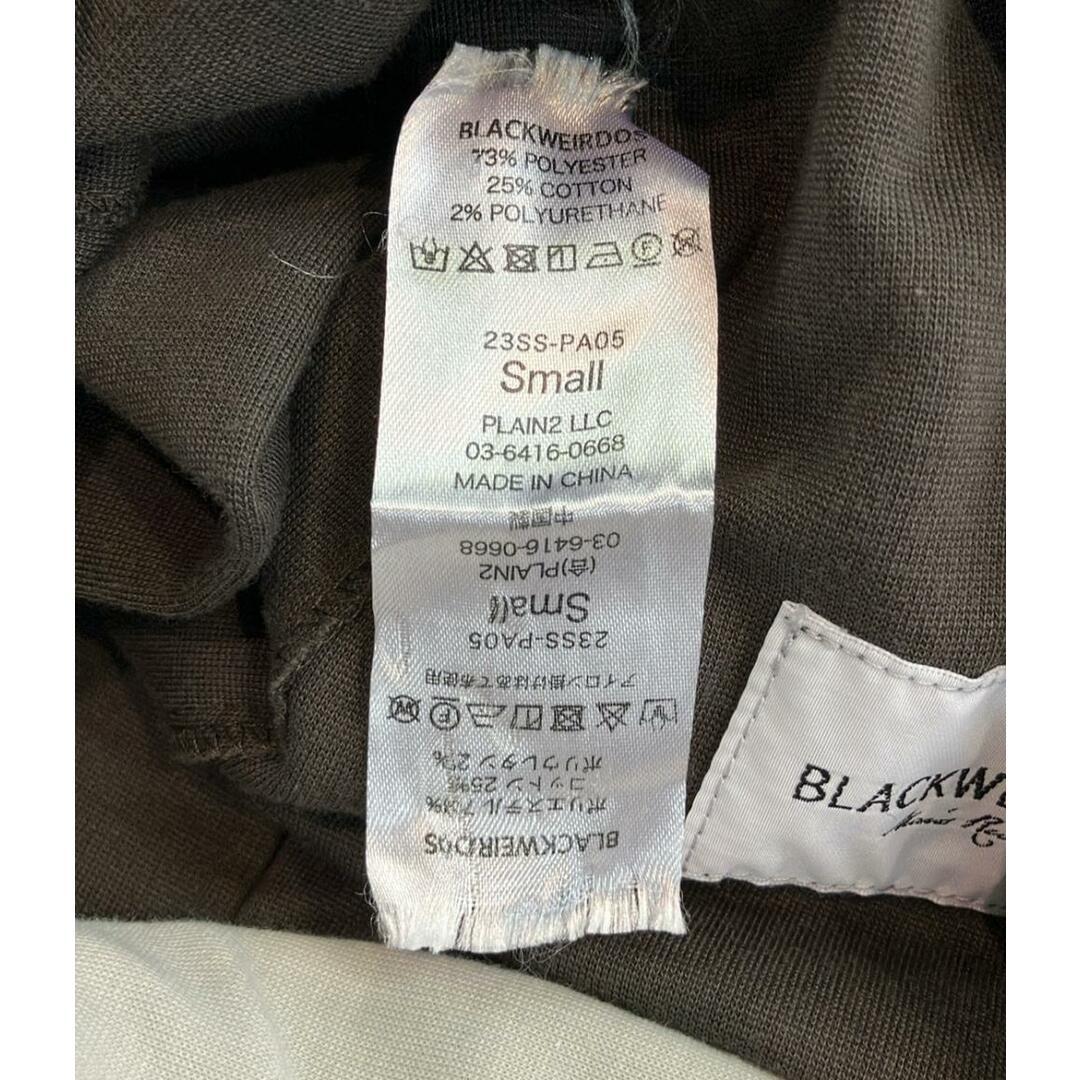 BLACKWEIRDOS
73% POLYESTER
25% COTTON
2% POLYURETHANE
23SS-PA05
Small
PLAIN2 LLC
03-6416-0668
MADE IN CHINA
BLACKWEIRDOS
ポリエステル 73%
コットン 25%
ポリウレタン 2%
アイロン掛けはあて布使用
23SS-PA05
Small
(合)PLAIN2
03-6416-0668
中国製
BLACKWE